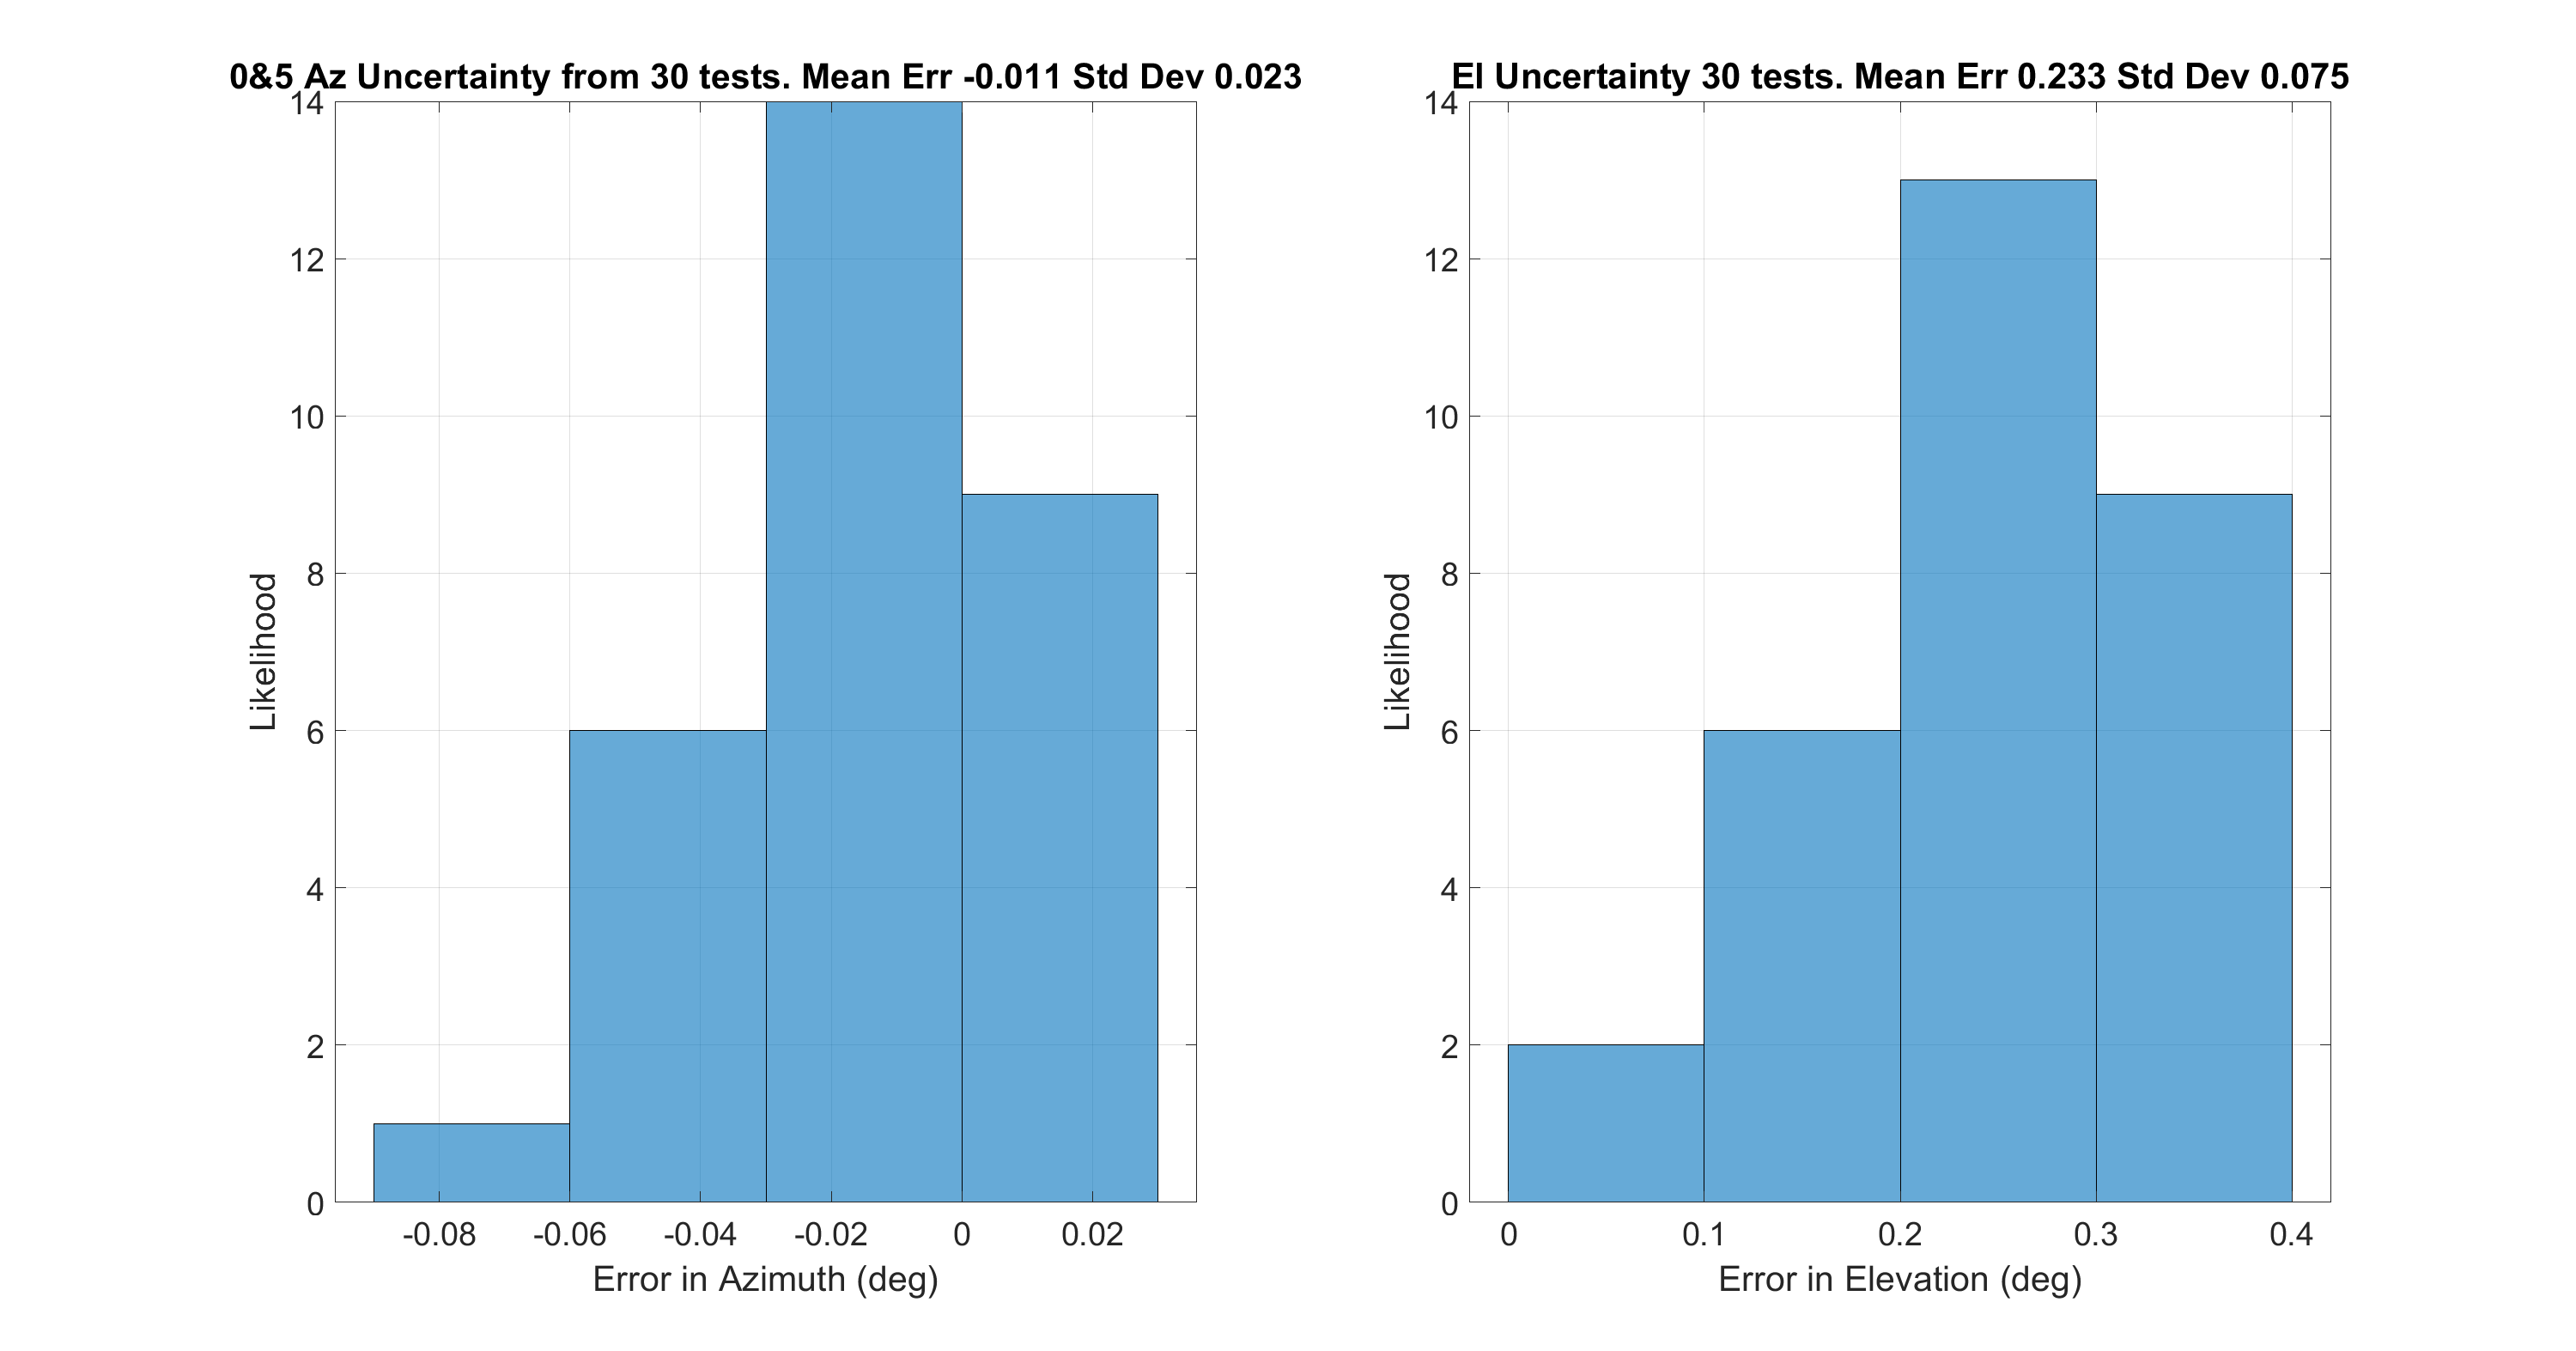 0&5 Az Uncertainty from 30 tests. Mean Err -0.011 Std Dev 0.023
14
12
10
8
6
4
2
0
Likelihood
-0.08 -0.06 -0.04 -0.02 0 0.02
Error in Azimuth (deg)
El Uncertainty 30 tests. Mean Err 0.233 Std Dev 0.075
14
12
10
8
6
4
2
0
Likelihood
0 0.1 0.2 0.3 0.4
Error in Elevation (deg)